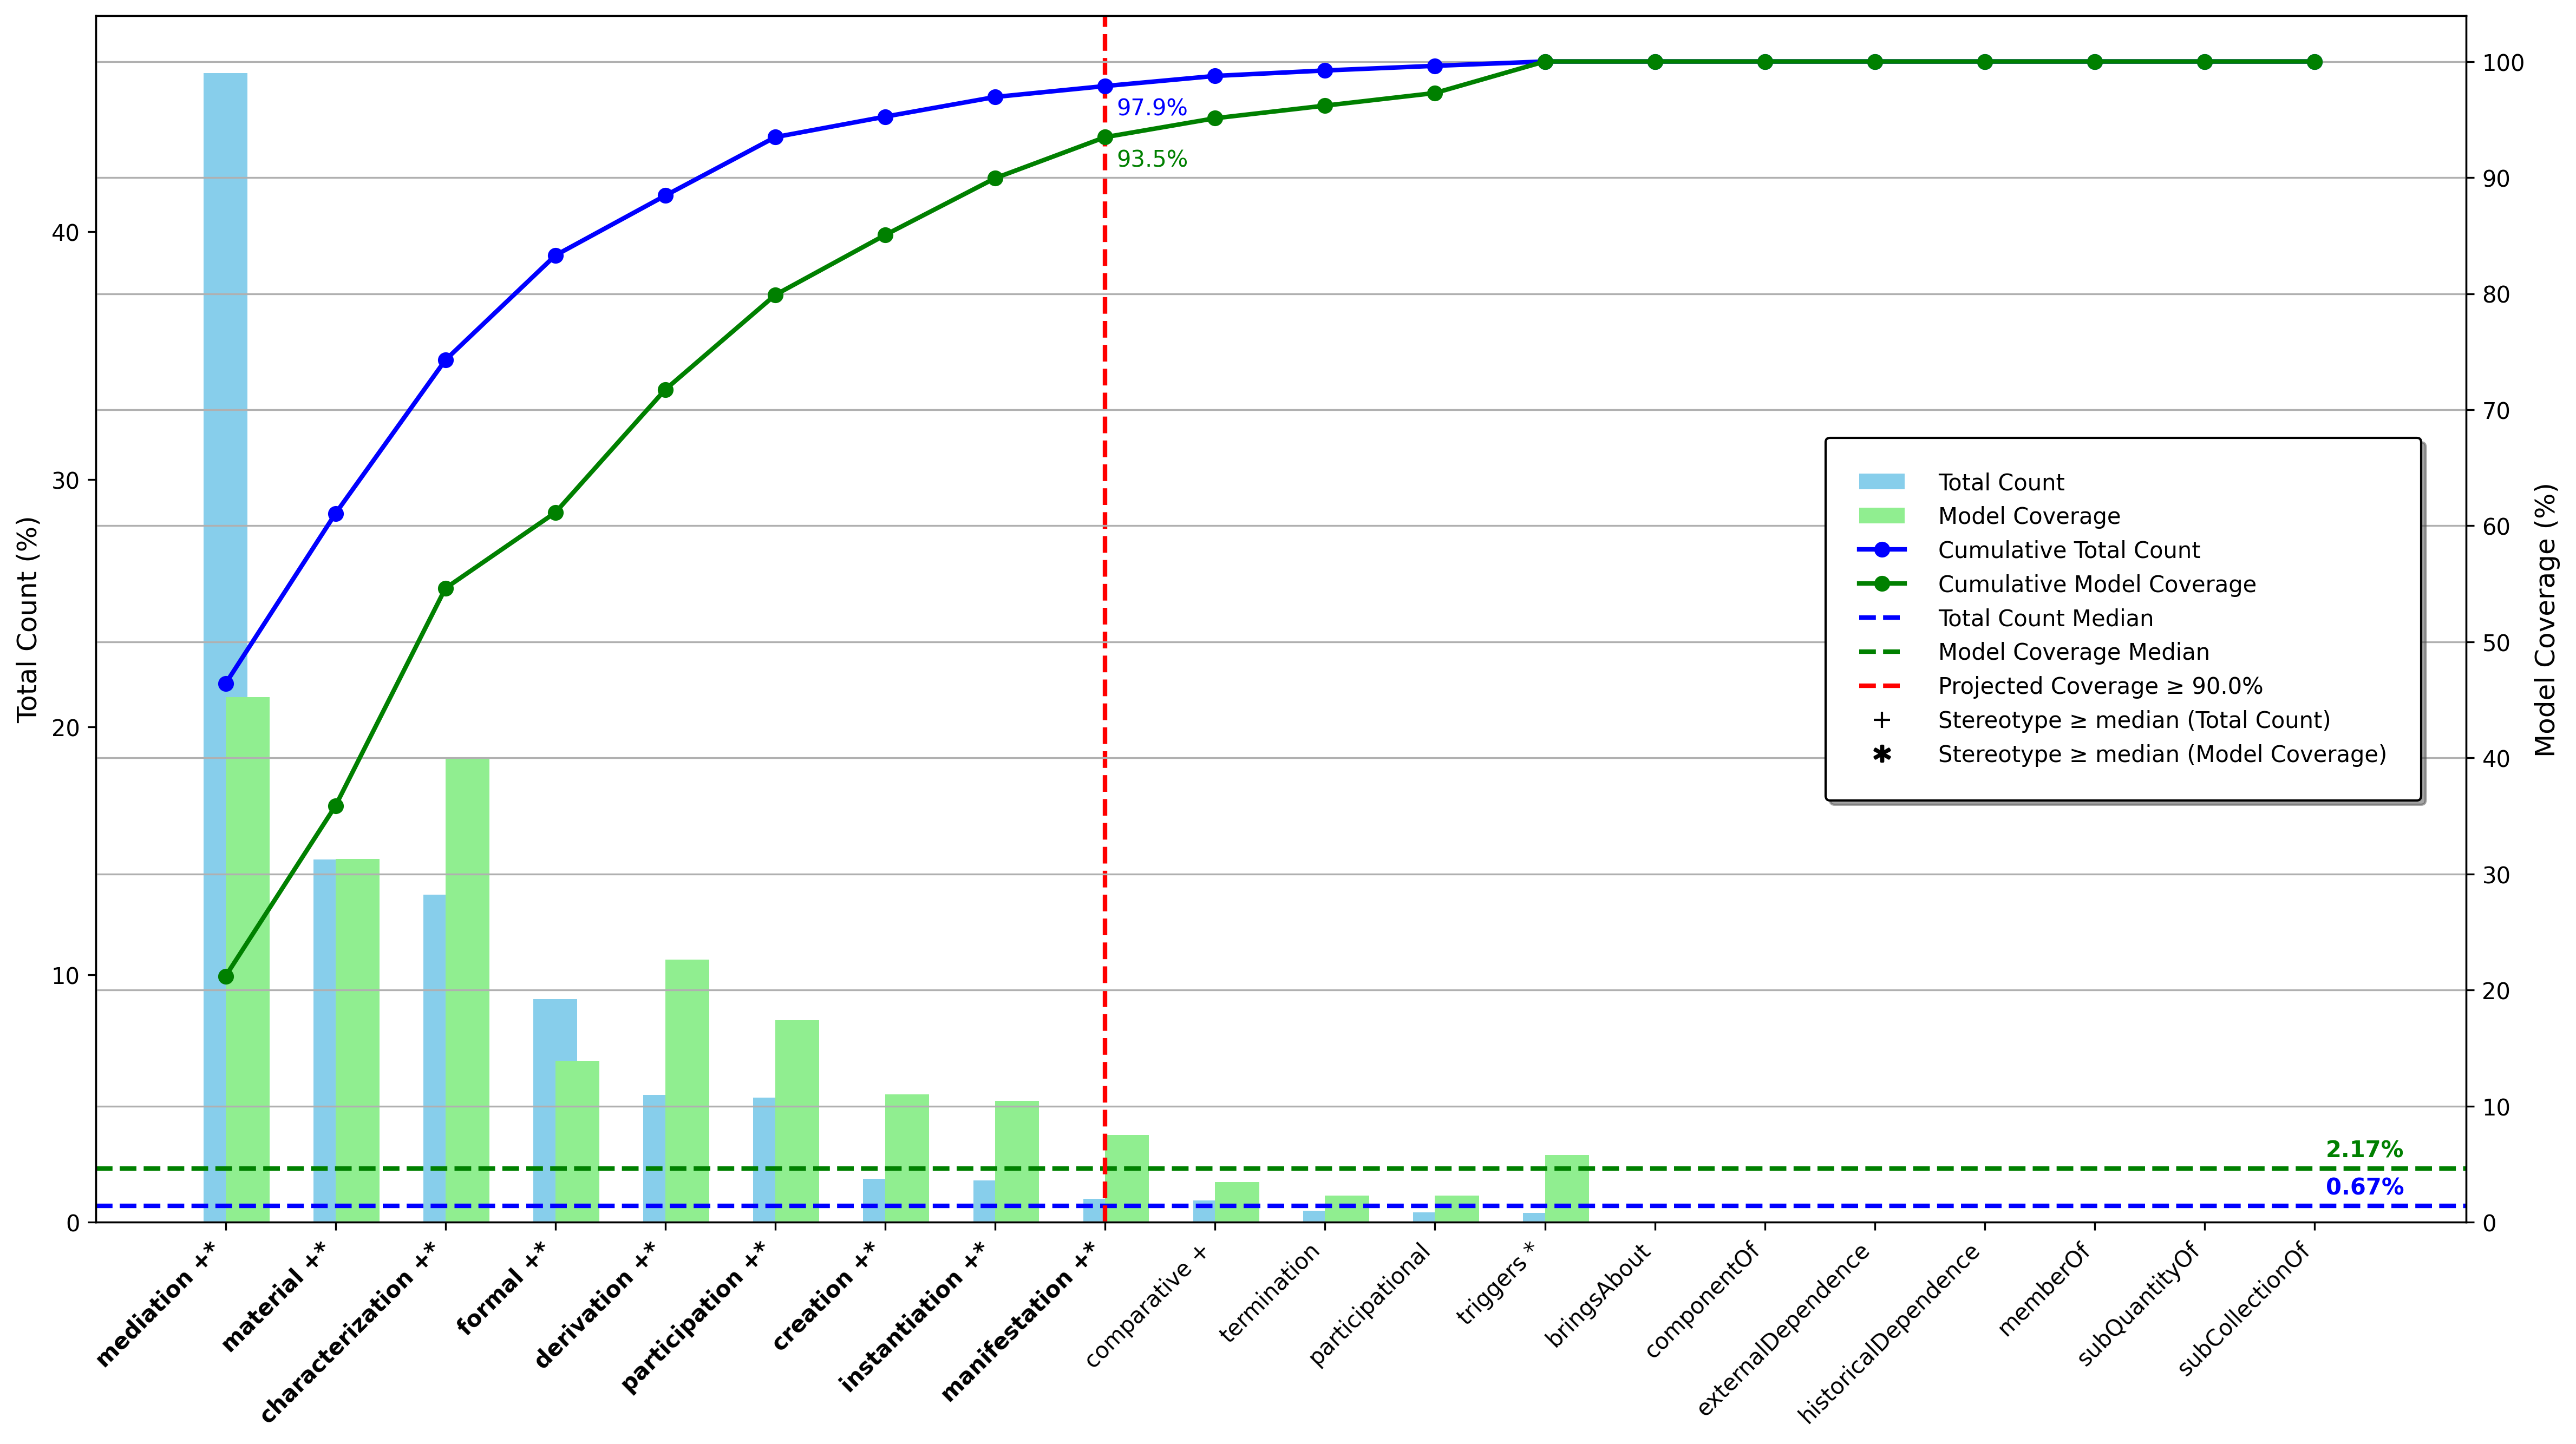 Total Count (%)
40
30
20
10
0
100
90
80
70
60
50
40
30
20
10
0
Model Coverage (%)
97.9%
93.5%
Total Count
Model Coverage
Cumulative Total Count
Cumulative Model Coverage
Total Count Median
Model Coverage Median
Projected Coverage ≥ 90.0%
+ Stereotype ≥ median (Total Count)
✱ Stereotype ≥ median (Model Coverage)
2.17%
0.67%
mediation +*
material +*
characterization +*
formal +*
derivation +*
participation +*
creation +*
instantiation +*
manifestation +*
comparative +
termination
participational
triggers *
bringsAbout
componentOf
externalDependence
historicalDependence
memberOf
subQuantityOf
subCollectionOf